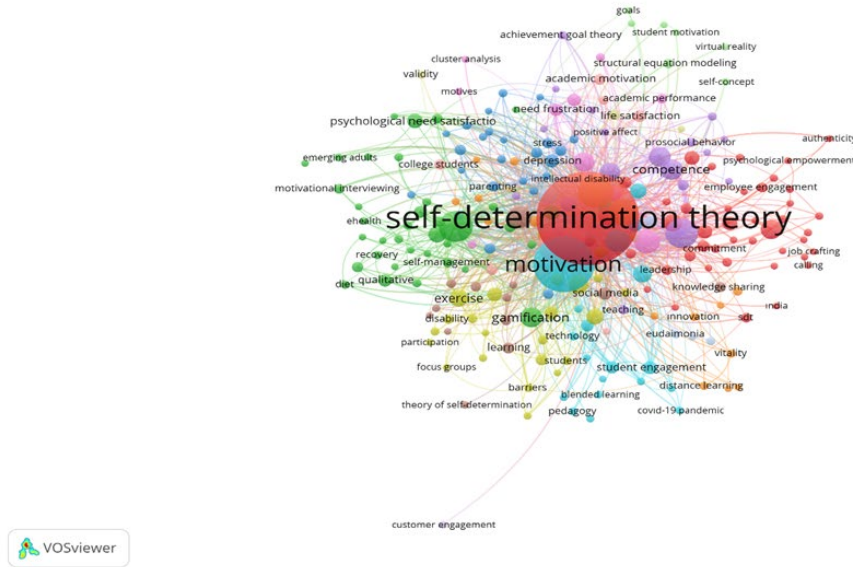 goals
student motivation
achievement goal theory
virtual reality
cluster analysis
structural equation modeling
validity
academic motivation
self-concept
motives
academic performance
need frustration
life satisfaction
psychological need satisfactio
positive affect
authenticity
stress
prosocial behavior
emerging adults
depression
psychological empowerment
college students
competence
intellectual disability
motivational interviewing
parenting
employee engagement
self-determination theory
ehealth
commitment
job crafting
recovery
self-management
motivation
calling
leadership
diet
qualitative
knowledge sharing
social media
exercise
india
teaching
disability
gamification
innovation
sdt
technology
eudaimonia
participation
learning
vitality
students
focus groups
student engagement
barriers
distance learning
blended learning
theory of self-determination
pedagogy
covid-19 pandemic
customer engagement
VOSviewer